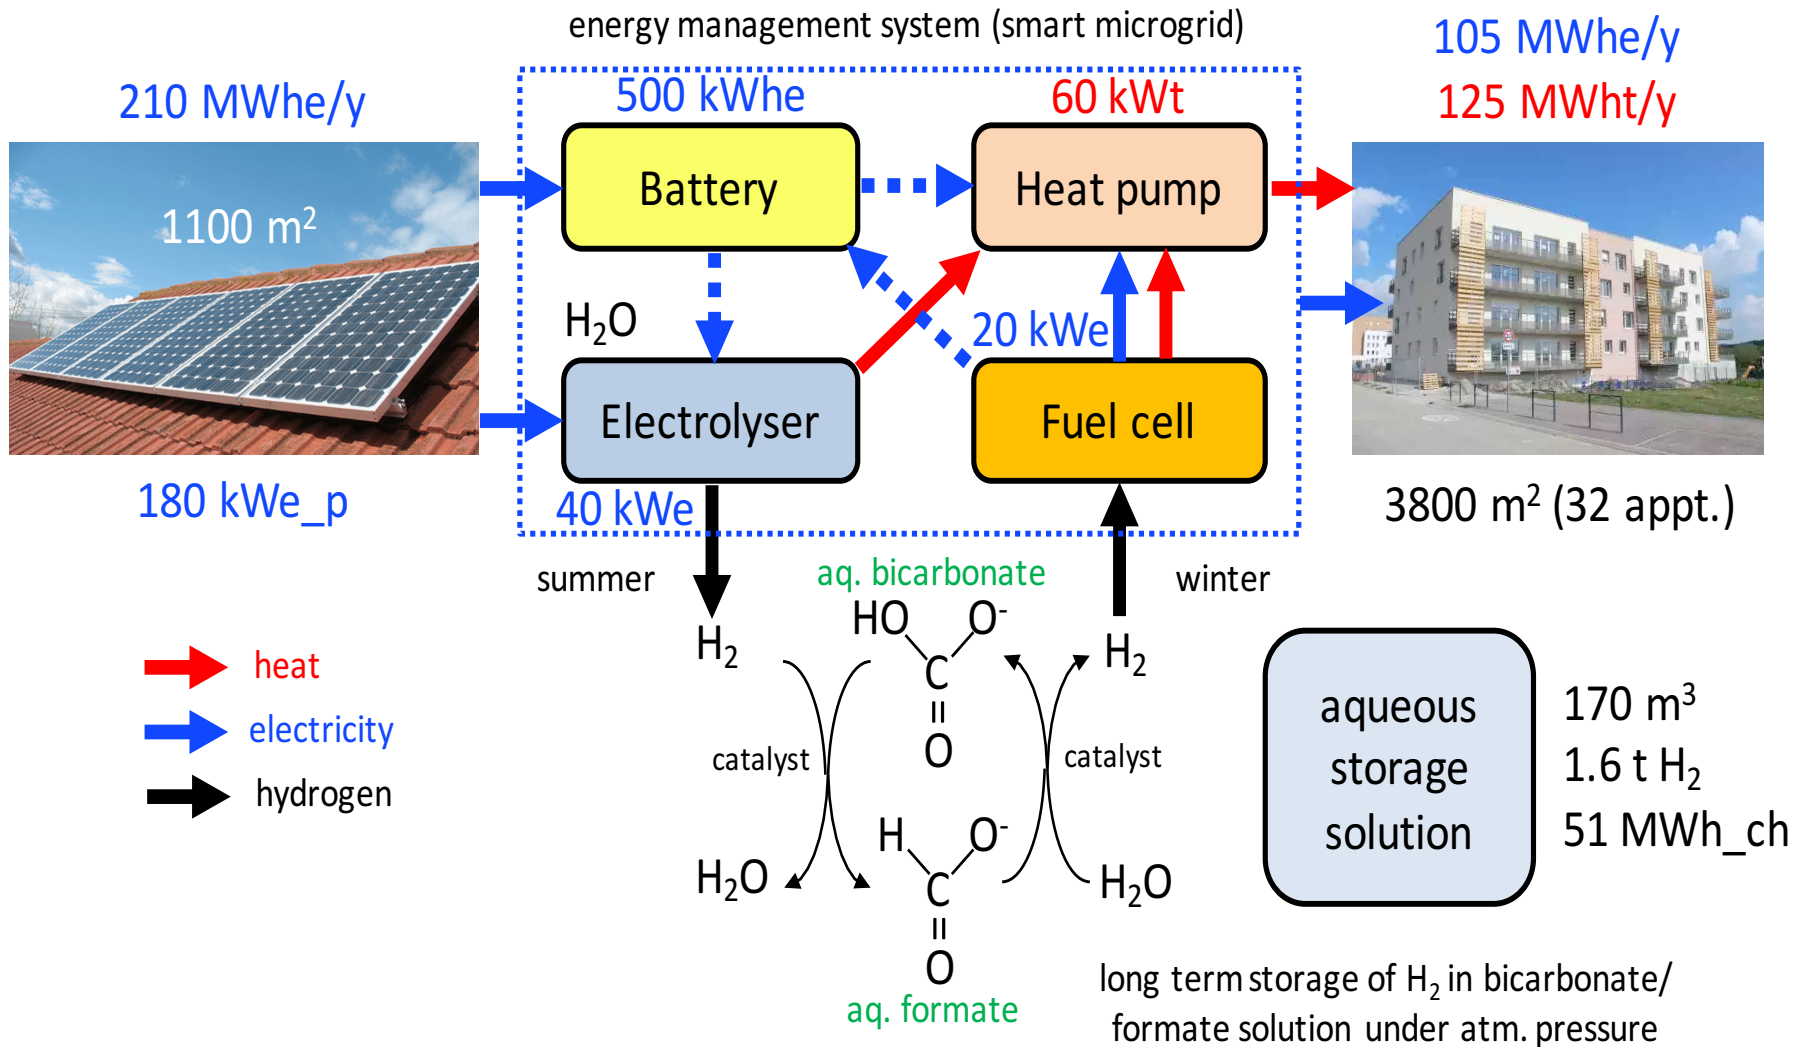 energy management system (smart microgrid)
105 MWhe/y
125 MWht/y
210 MWhe/y
500 kWhe
60 kWt
1100 m²
Battery
Heat pump
H₂O
20 kWe
Electrolyser
Fuel cell
180 kWe_p
40 kWe
3800 m² (32 appt.)
summer
aq. bicarbonate
winter
HO
O⁻
H₂
C
H₂
O
heat
electricity
hydrogen
catalyst
catalyst
H
O⁻
H₂O
C
H₂O
O
aq. formate
aqueous
storage
solution
170 m³
1.6 t H₂
51 MWh_ch
long term storage of H₂ in bicarbonate/
formate solution under atm. pressure